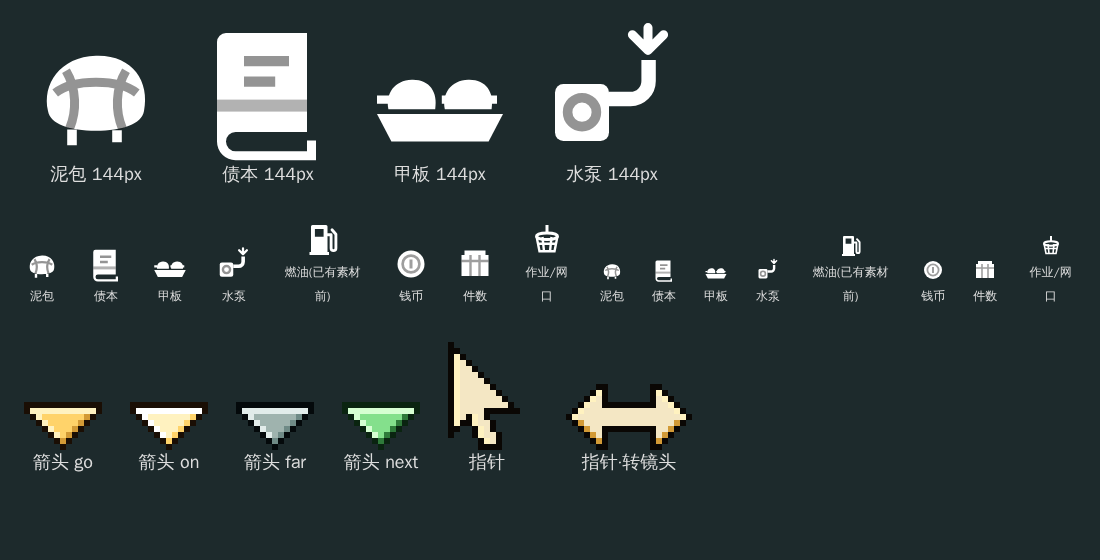 泥包 144px
债本 144px
甲板 144px
水泵 144px
泥包
债本
甲板
水泵
燃油(已有素材
前)
钱币
件数
作业/网
口
泥包
债本
甲板
水泵
燃油(已有素材
前)
钱币
件数
作业/网
口
箭头 go
箭头 on
箭头 far
箭头 next
指针
指针·转镜头